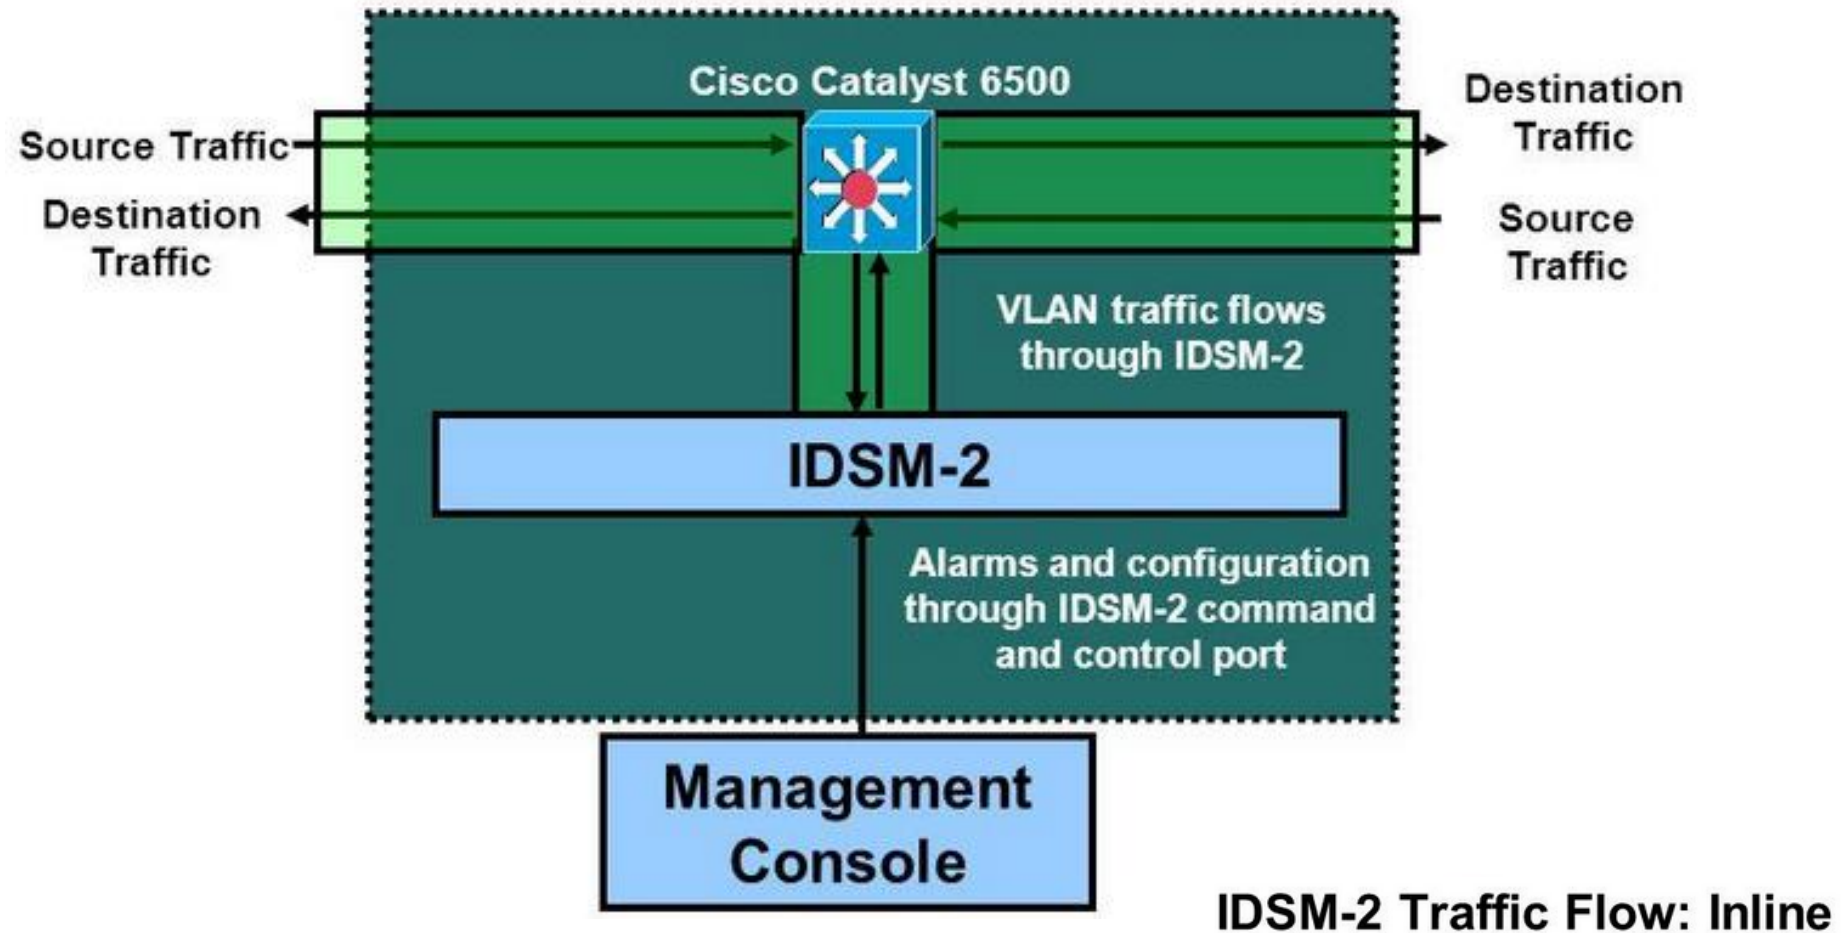 Cisco Catalyst 6500
Source Traffic
Destination
Traffic
Destination
Traffic
Source
Traffic
VLAN traffic flows
through IDSM-2
IDSM-2
Alarms and configuration
through IDSM-2 command
and control port
Management
Console
IDSM-2 Traffic Flow: Inline